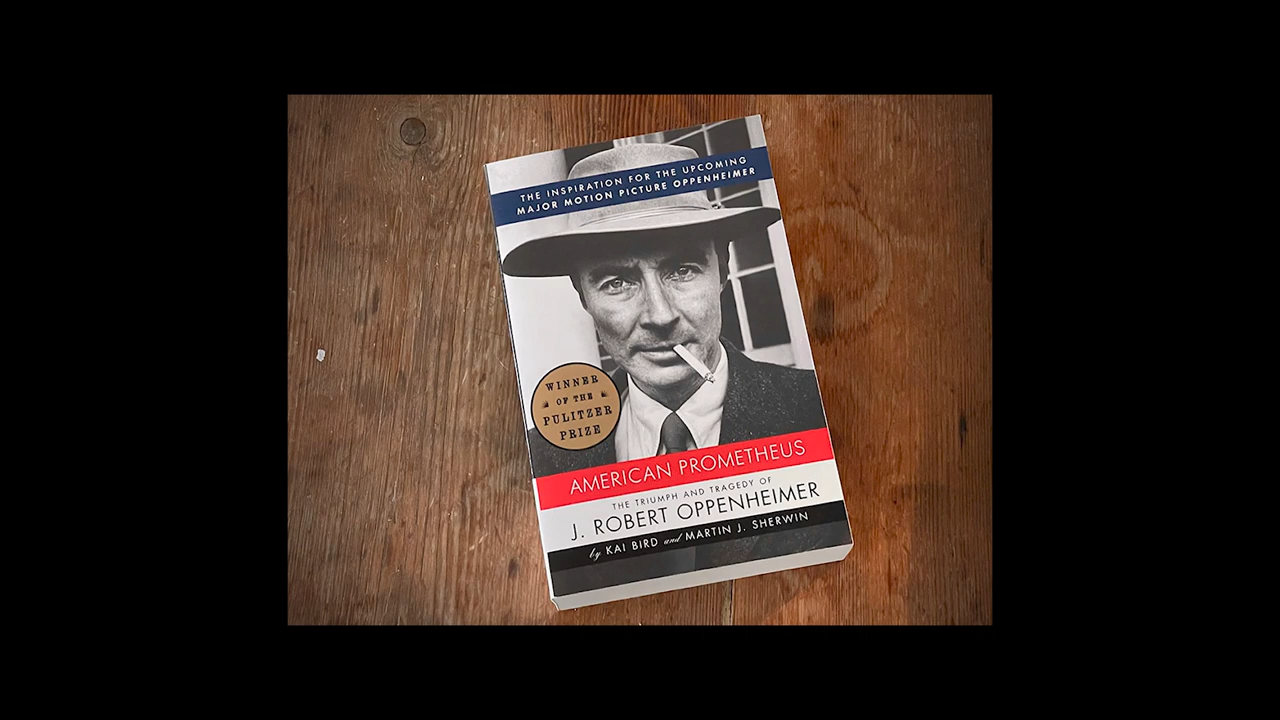 THE INSPIRATION FOR THE UPCOMING
MAJOR MOTION PICTURE OPPENHEIMER
WINNER
OF THE
PULITZER
PRIZE
AMERICAN PROMETHEUS
THE TRIUMPH AND TRAGEDY OF
J. ROBERT OPPENHEIMER
by KAI BIRD and MARTIN J. SHERWIN